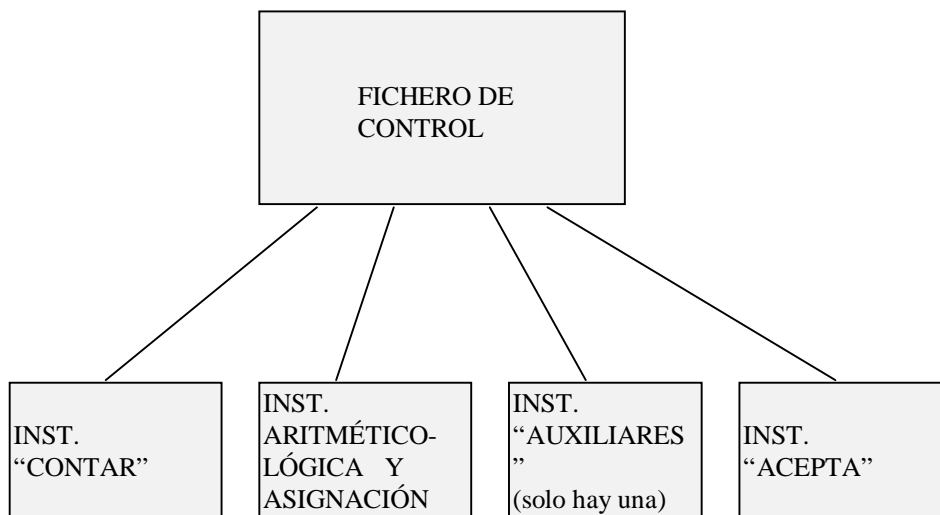 FICHERO DE
CONTROL
INST.
“CONTAR”
INST.
ARITMÉTICO-
LÓGICA Y
ASIGNACIÓN
INST.
“AUXILIARES
”
(solo hay una)
INST.
“ACEPTA”